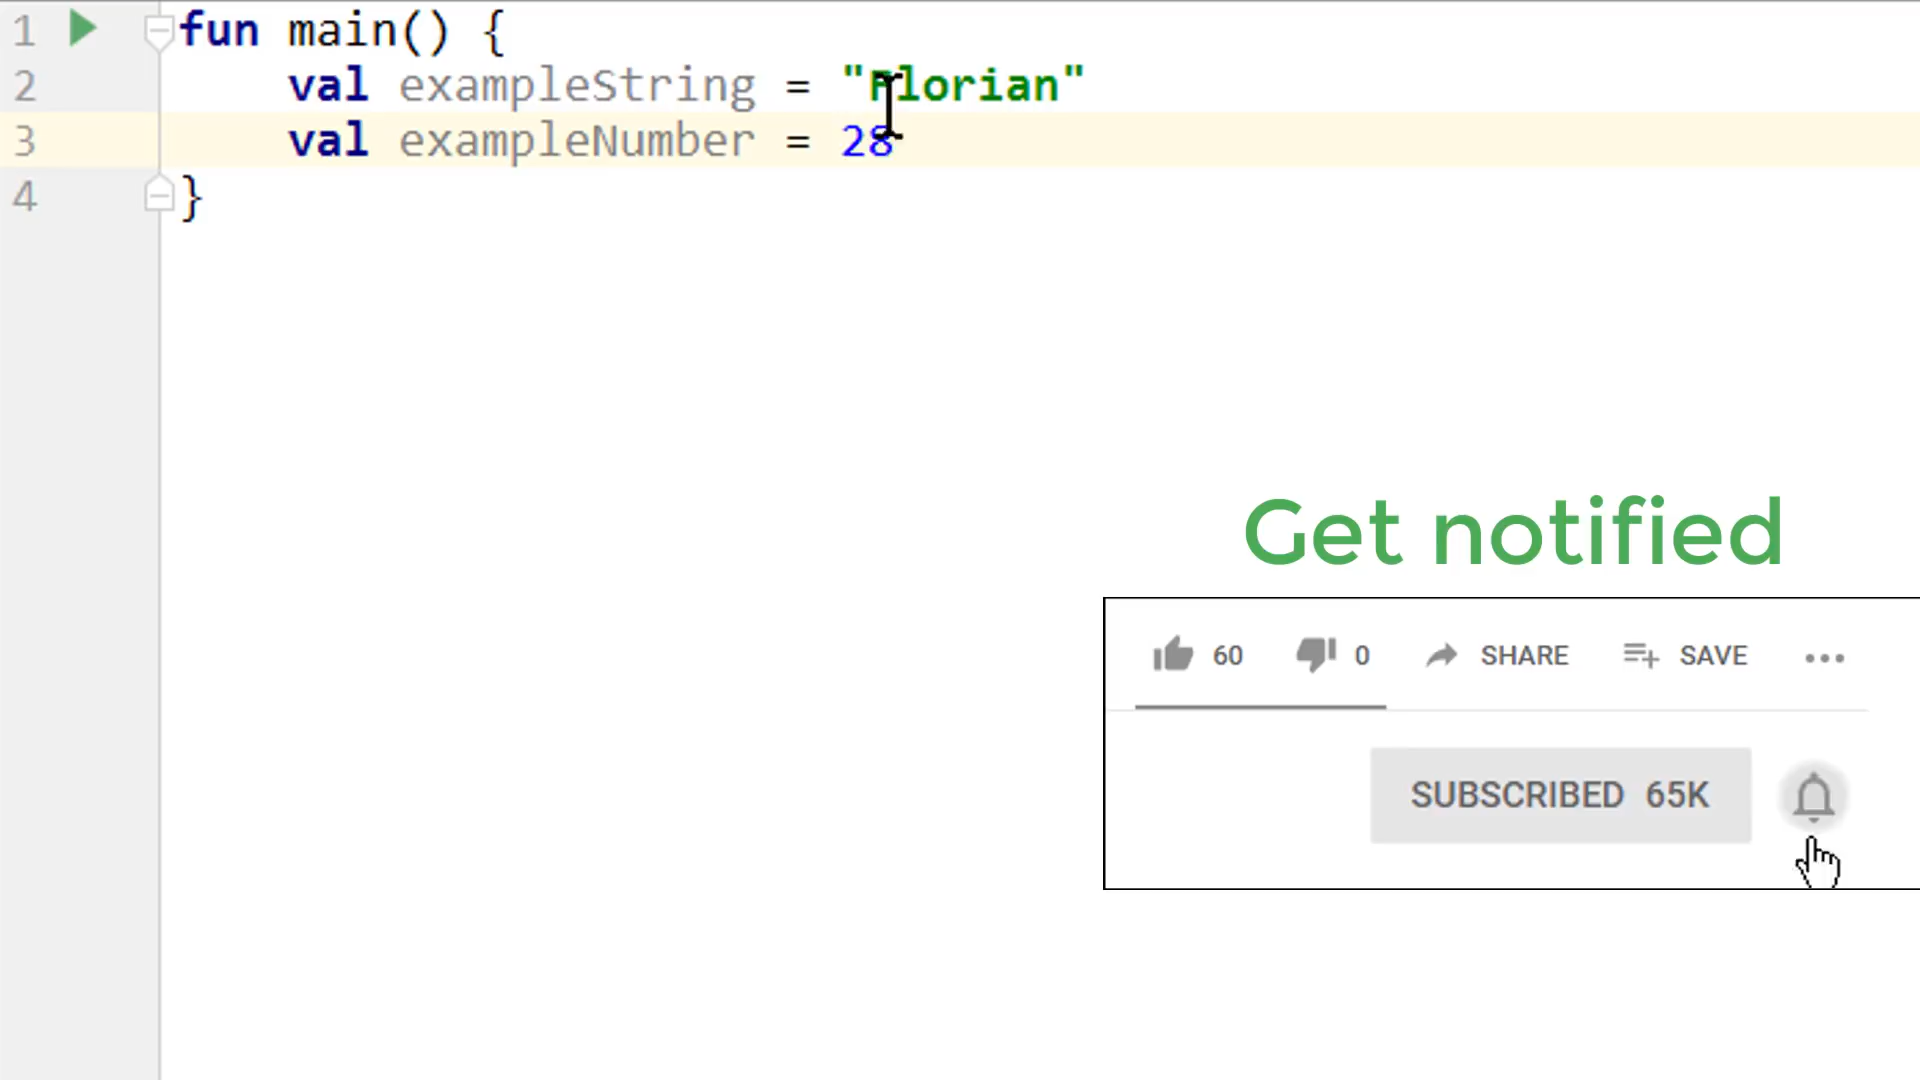 1 fun main() {
2 val exampleString = "Florian"
3 val exampleNumber = 28
4 }
Get notified
60 0 SHARE SAVE ...
SUBSCRIBED 65K